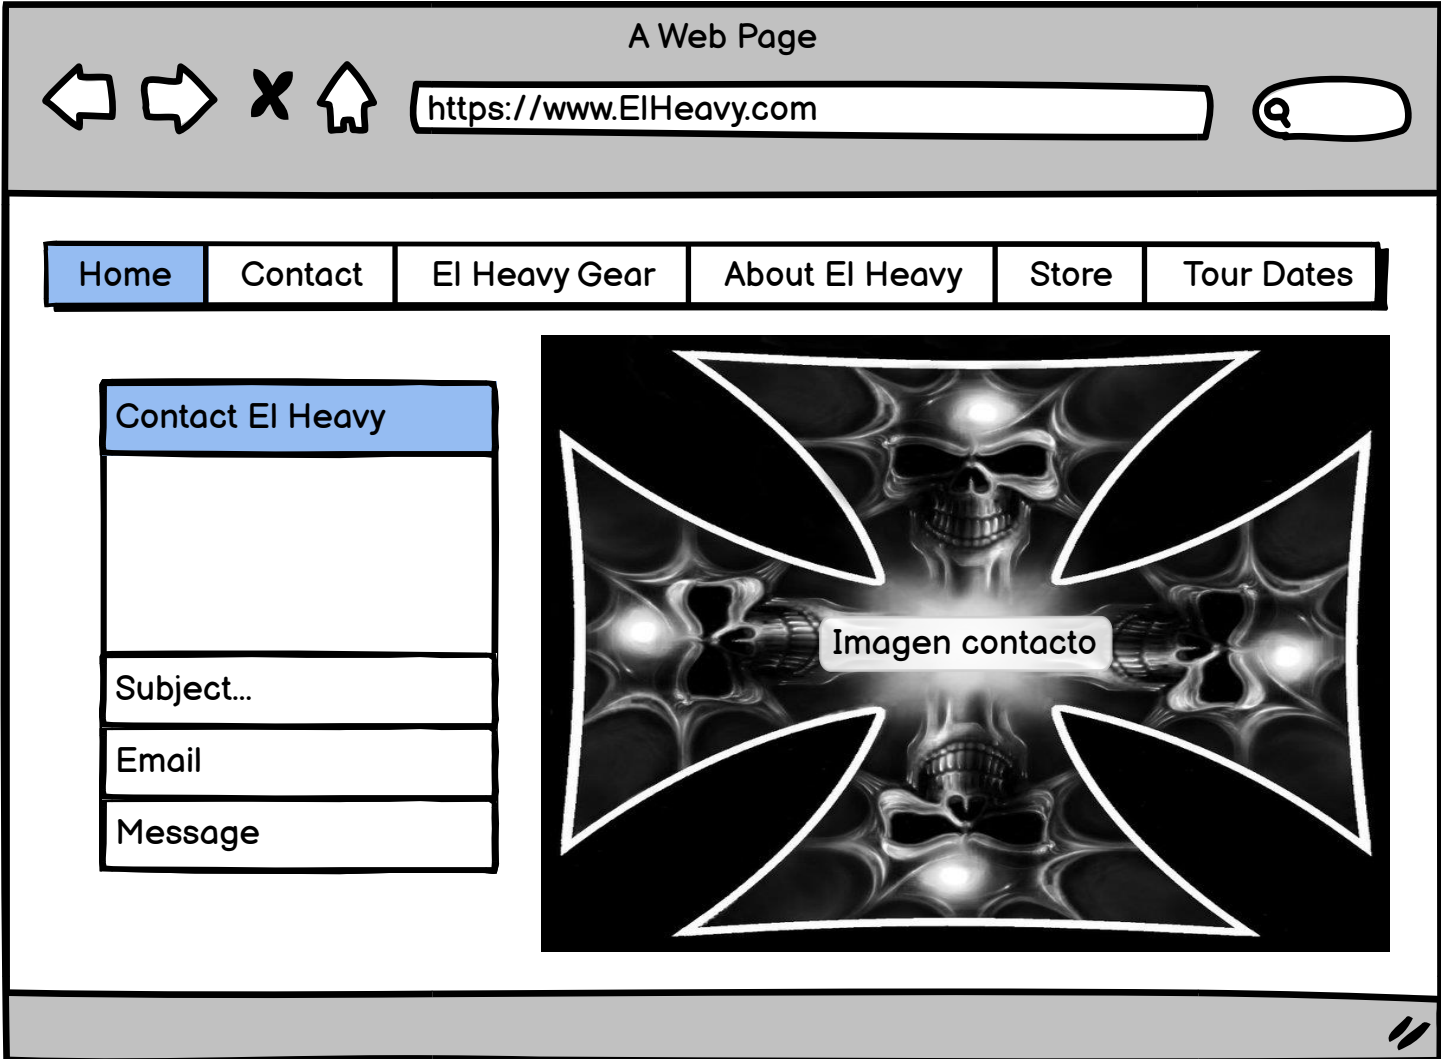 A Web Page
https://www.ElHeavy.com
Home Contact El Heavy Gear About El Heavy Store Tour Dates
Contact El Heavy
Subject...
Email
Message
Imagen contacto